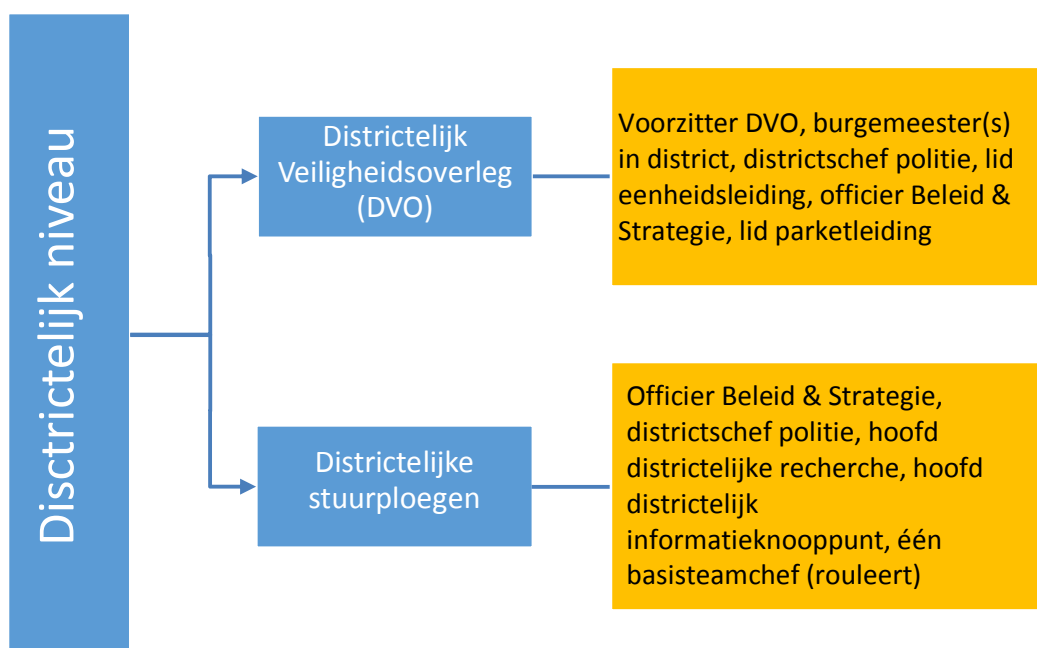 Disctrictelijk niveau
Districtelijk
Veiligheidsoverleg
(DVO)
Voorzitter DVO, burgemeester(s)
in district, districtschef politie, lid
eenheidsleiding, officier Beleid &
Strategie, lid parketleiding
Districtelijke
stuurploegen
Officier Beleid & Strategie,
districtschef politie, hoofd
districtelijke recherche, hoofd
districtelijk
informatieknooppunt, één
basisteamchef (rouleert)